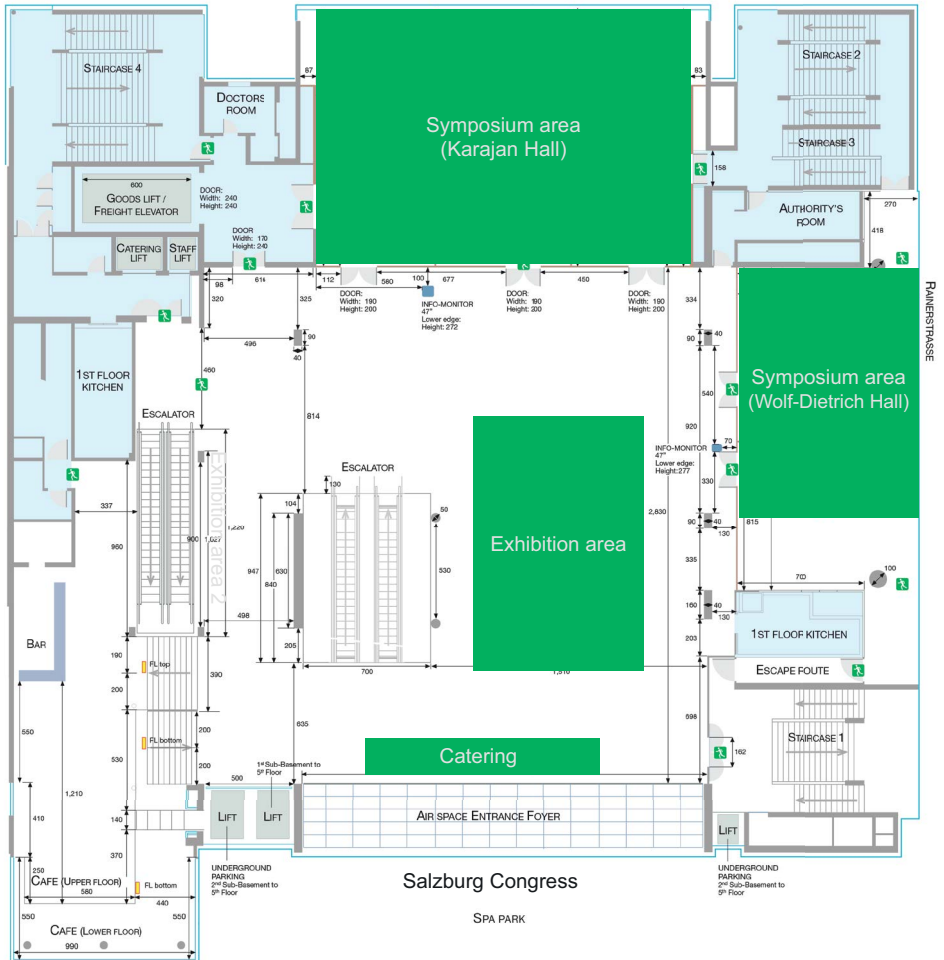 STAIRCASE 4
DOCTORS
ROOM
87
Symposium area
(Karajan Hall)
83
STAIRCASE 2
STAIRCASE 3
158
600
GOODS LIFT /
FREIGHT ELEVATOR
DOOR:
Width: 240
Height: 240
AUTHORITY'S
ROOM
270
418
CATERING
LIFT
STAFF
LIFT
DOOR
Width: 170
Height: 240
98
614
320
325
112
580
100
677
450
334
DOOR:
Width: 190
Height: 200
INFO-MONITOR
47"
Lower edge:
Height: 272
DOOR:
Width: 190
Height: 200
DOOR:
Width: 190
Height: 200
RAINERSTRASSE
496
90
40
90
40
1ST FLOOR
KITCHEN
460
540
Symposium area
(Wolf-Dietrich Hall)
814
920
ESCALATOR
INFO-MONITOR
47"
Lower edge:
Height:277
70
ESCALATOR
130
330
Exhibition area 2
337
104
50
2,830
90
40
130
815
960
900
1,027
1,220
947
840
630
530
Exhibition area
335
100
700
498
160
40
130
BAR
205
203
1ST FLOOF KITCHEN
190
FL top
390
700
1,510
ESCAPE FOUTE
200
550
635
698
FL bottom
200
STAIRCASE 1
162
530
1,210
200
500
1st Sub-Basement to
5th Floor
Catering
410
140
LIFT
LIFT
AIR SPACE ENTRANCE FOYER
LIFT
370
250
UNDERGROUND
PARKING
2nd Sub-Basement to
5th Floor
UNDERGROUND
PARKING
2nd Sub-Basement to
5th Floor
CAFE (UPPER FLOOR)
FL bottom
580
440
Salzburg Congress
550
550
SPA PARK
CAFE (LOWER FLOOR)
990